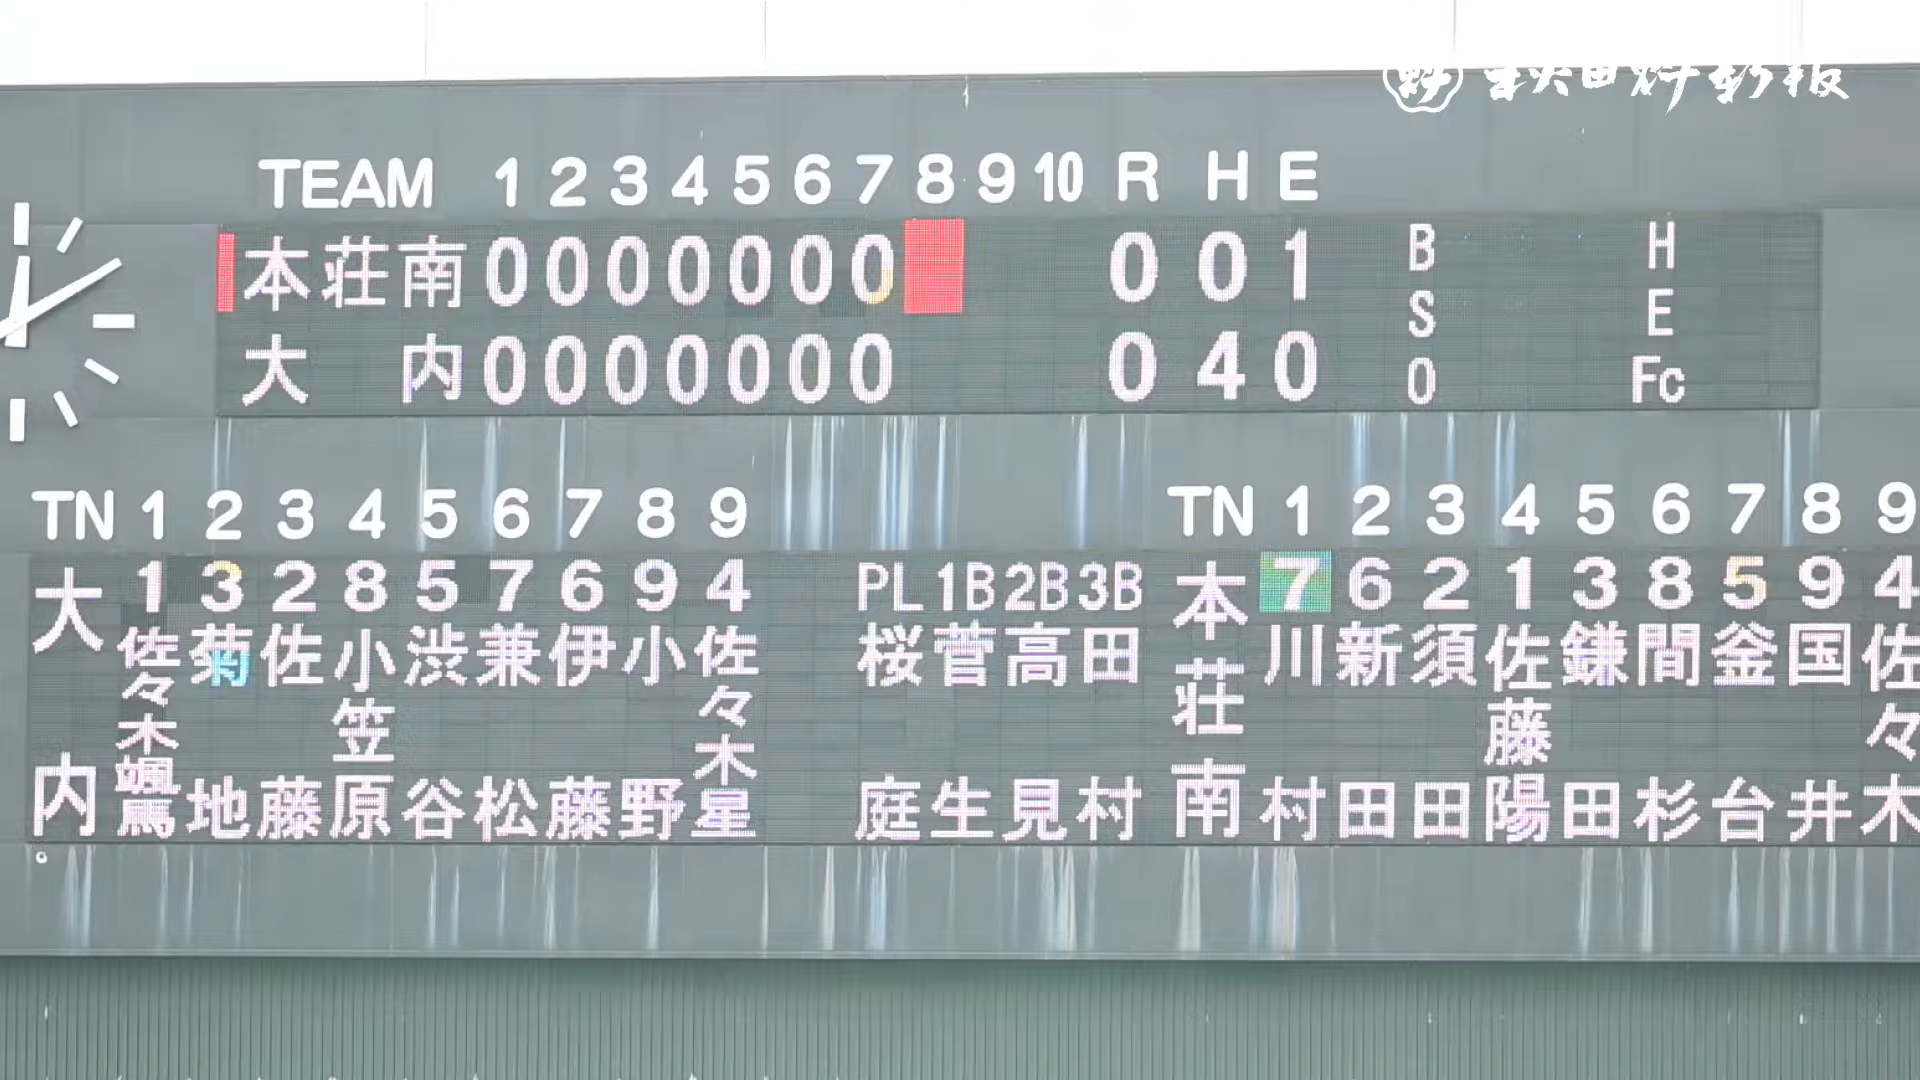 秋田魁新報
TEAM 1 2 3 4 5 6 7 8 9 10 R H E
本荘南 0 0 0 0 0 0 0 0 0 1 B H
S E
大内 0 0 0 0 0 0 0 0 4 0 O Fc
TN 1 2 3 4 5 6 7 8 9
大内 1 3 2 8 5 7 6 9 4
佐々木颯馬 菊地 佐藤 小笠原 渋谷 兼松 伊藤 小野 佐々木星
PL 1B 2B 3B
桜庭 菅生 高見 田村
TN 1 2 3 4 5 6 7 8 9
本荘南 7 6 2 1 3 8 5 9 4
川村 新田 須田 佐藤陽 鎌田 間杉 釜台 国井 佐々木